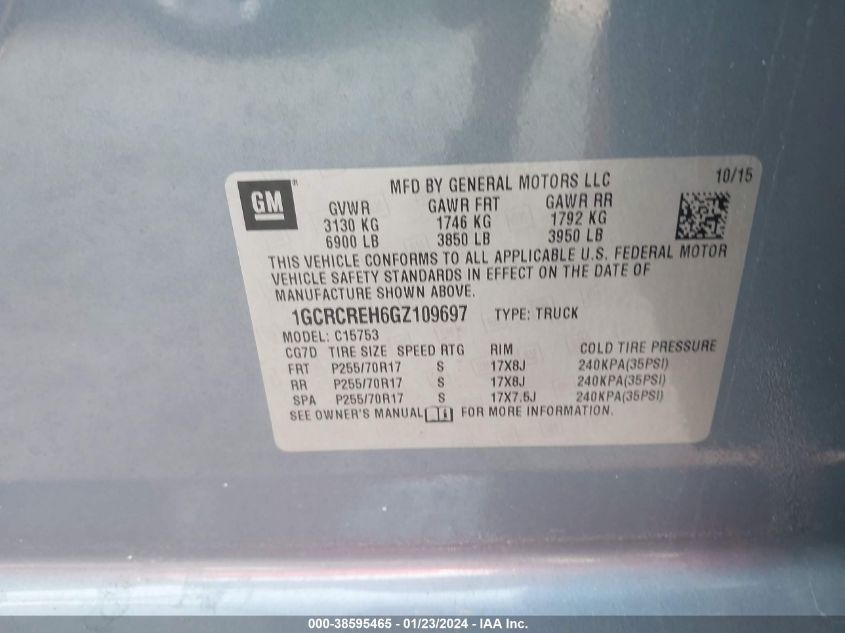 GM ®
MFD BY GENERAL MOTORS LLC
10/15
GVWR GAWR FRT GAWR RR
3130 KG 1746 KG 1792 KG
6900 LB 3850 LB 3950 LB
THIS VEHICLE CONFORMS TO ALL APPLICABLE U.S. FEDERAL MOTOR
VEHICLE SAFETY STANDARDS IN EFFECT ON THE DATE OF
MANUFACTURE SHOWN ABOVE.
1GCRCREH6GZ109697 TYPE: TRUCK
MODEL: C15753
CG7D TIRE SIZE SPEED RTG RIM COLD TIRE PRESSURE
FRT P255/70R17 S 17X8J 240KPA(35PSI)
RR P255/70R17 S 17X8J 240KPA(35PSI)
SPA P255/70R17 S 17X7.5J 240KPA(35PSI)
SEE OWNER'S MANUAL FOR MORE INFORMATION.
000-38595465 - 01/23/2024 - IAA Inc.